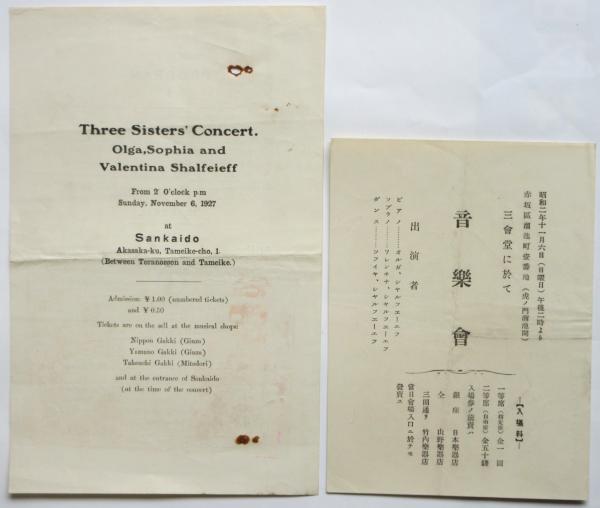 Three Sisters' Concert.
Olga,Sophia and
Valentina Shalfeieff
From 2 O'clock p.m
Sunday, November 6, 1927
at
Sankaido
Akasaka-ku, Tameike-cho, 1.
(Between Toranomon and Tameike.)
Admission: ¥ 1.00 (numbered tickets)
and ¥ 0.50
Tickets are on the sell at the musical shops:
Nippon Gakki (Ginza)
Yamano Gakki (Ginza)
Takeuchi Gakki (Mitodori)
and at the entrance of Sankaido
(at the time of the concert)
昭和二年十一月六日(日曜日)午後二時より
赤坂區溜池町壹番地(虎ノ門溜池間)
三會堂に於て
音樂會
出演者
ピアノ………オルガ、シャルフエーエフ
ソプラノ……ワレンチナ、シャルフエーエフ
ダンス………ソフイヤ、シャルフエーエフ
―【入場料】―
一等席(指定席)金一圓
二等席(自由席)金五十錢
入場券ノ前賣ハ
銀座 日本樂器店
仝 山野樂器店
三田通リ 竹内樂器店
當日會場入口ニ於テモ
發賣ス